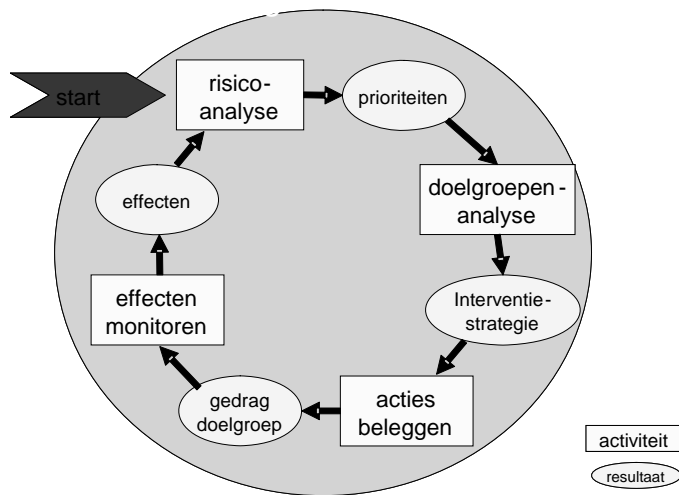 start
risico-
analyse
prioriteiten
doelgroepen-
analyse
Interventie-
strategie
acties
beleggen
gedrag
doelgroep
effecten
monitoren
effecten
activiteit
resultaat